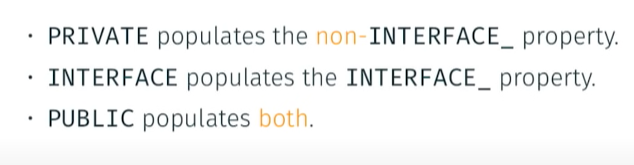 · PRIVATE populates the non-INTERFACE_ property.
· INTERFACE populates the INTERFACE_ property.
· PUBLIC populates both.